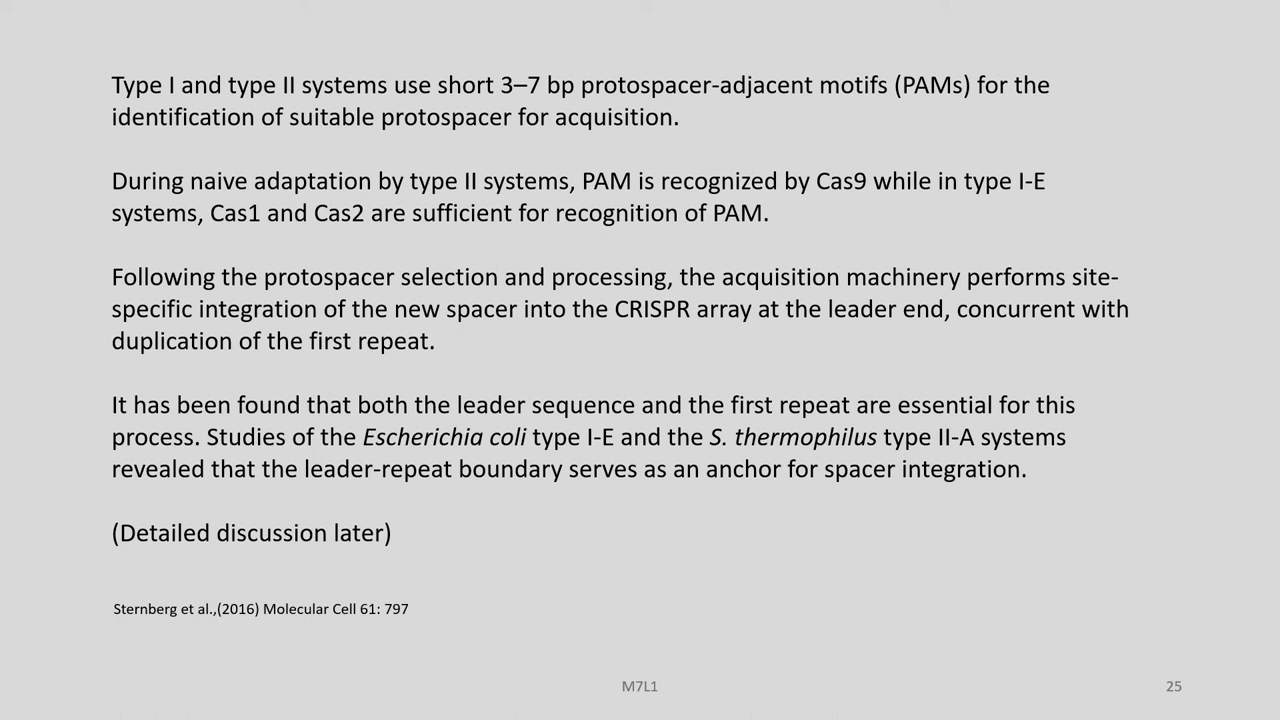 Type I and type II systems use short 3–7 bp protospacer-adjacent motifs (PAMs) for the
identification of suitable protospacer for acquisition.
During naive adaptation by type II systems, PAM is recognized by Cas9 while in type I-E
systems, Cas1 and Cas2 are sufficient for recognition of PAM.
Following the protospacer selection and processing, the acquisition machinery performs site-
specific integration of the new spacer into the CRISPR array at the leader end, concurrent with
duplication of the first repeat.
It has been found that both the leader sequence and the first repeat are essential for this
process. Studies of the Escherichia coli type I-E and the S. thermophilus type II-A systems
revealed that the leader-repeat boundary serves as an anchor for spacer integration.
(Detailed discussion later)
Sternberg et al.,(2016) Molecular Cell 61: 797
M7L1
25